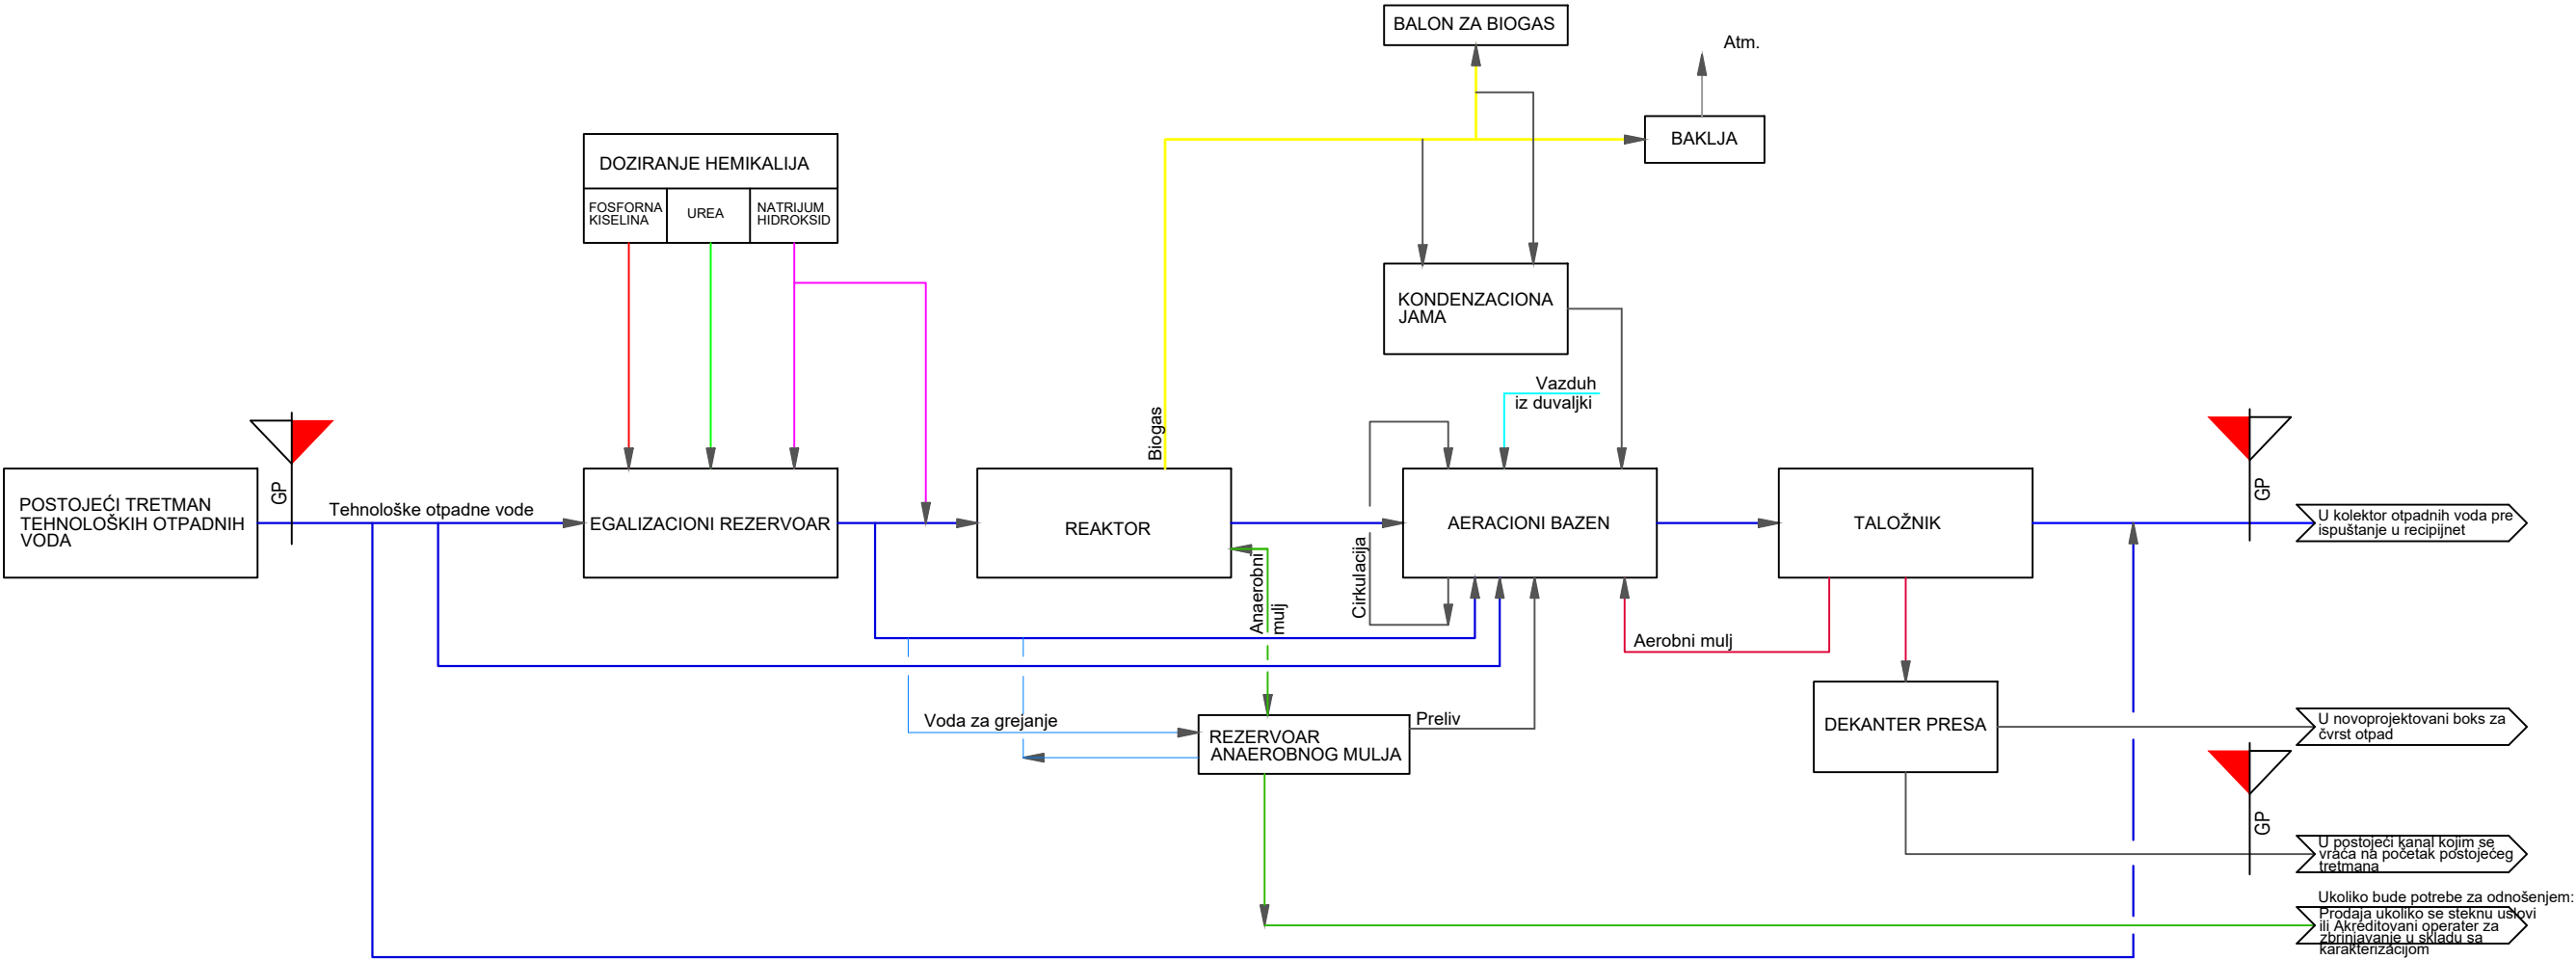 BALON ZA BIOGAS
Atm.
BAKLJA
DOZIRANJE HEMIKALIJA
FOSFORNA
KISELINA
UREA
NATRIJUM
HIDROKSID
KONDENZACIONA
JAMA
Vazduh
iz duvaljki
Biogas
GP
POSTOJEĆI TRETMAN
TEHNOLOŠKIH OTPADNIH
VODA
Tehnološke otpadne vode
EGALIZACIONI REZERVOAR
REAKTOR
AERACIONI BAZEN
TALOŽNIK
GP
U kolektor otpadnih voda pre
ispuštanje u recipijnet
Anaerobni
mulj
Cirkulacija
Aerobni mulj
Voda za grejanje
REZERVOAR
ANAEROBNOG MULJA
Preliv
DEKANTER PRESA
U novoprojektovani boks za
čvrst otpad
GP
U postojeći kanal kojim se
vraća na početak postojećeg
tretmana
Ukoliko bude potrebe za odnošenjem:
Prodaja ukoliko se steknu uslovi
ili Akreditovani operater za
zbrinjavanje u skladu sa
karakterizacijom